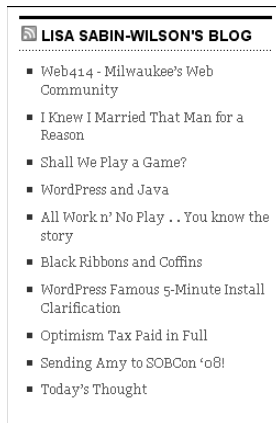 LISA SABIN-WILSON'S BLOG
Web414 - Milwaukee's Web
Community
I Knew I Married That Man for a
Reason
Shall We Play a Game?
WordPress and Java
All Work n' No Play . . You know the
story
Black Ribbons and Coffins
WordPress Famous 5-Minute Install
Clarification
Optimism Tax Paid in Full
Sending Amy to SOBCon '08!
Today's Thought